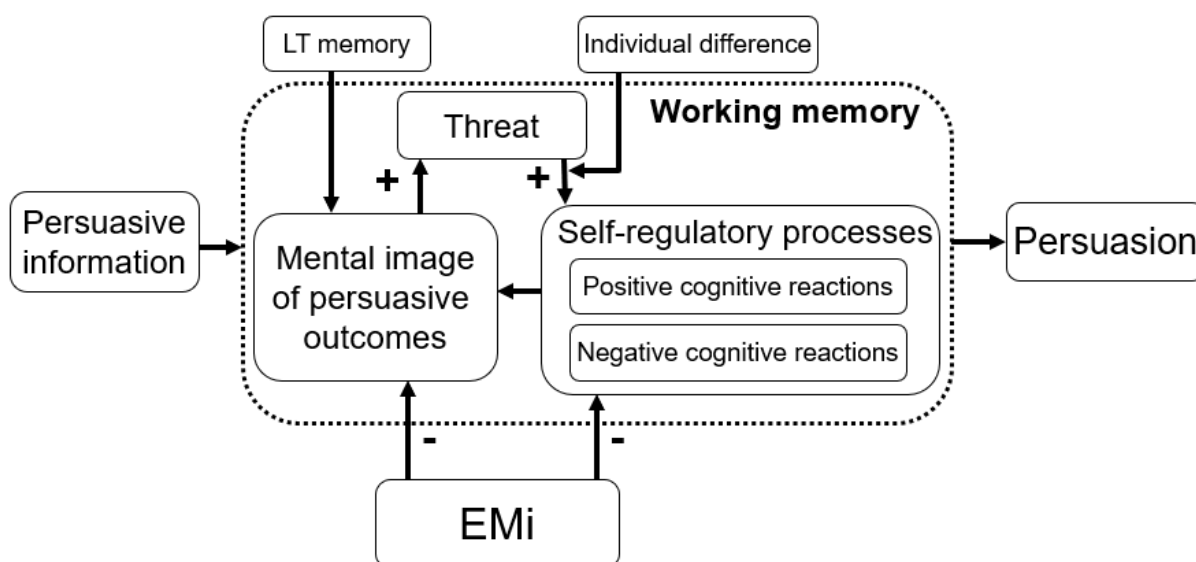 LT memory
Individual difference
Working memory
Threat
+
+
Persuasive
information
Mental image
of persuasive
outcomes
Self-regulatory processes
Positive cognitive reactions
Negative cognitive reactions
Persuasion
-
-
EMi